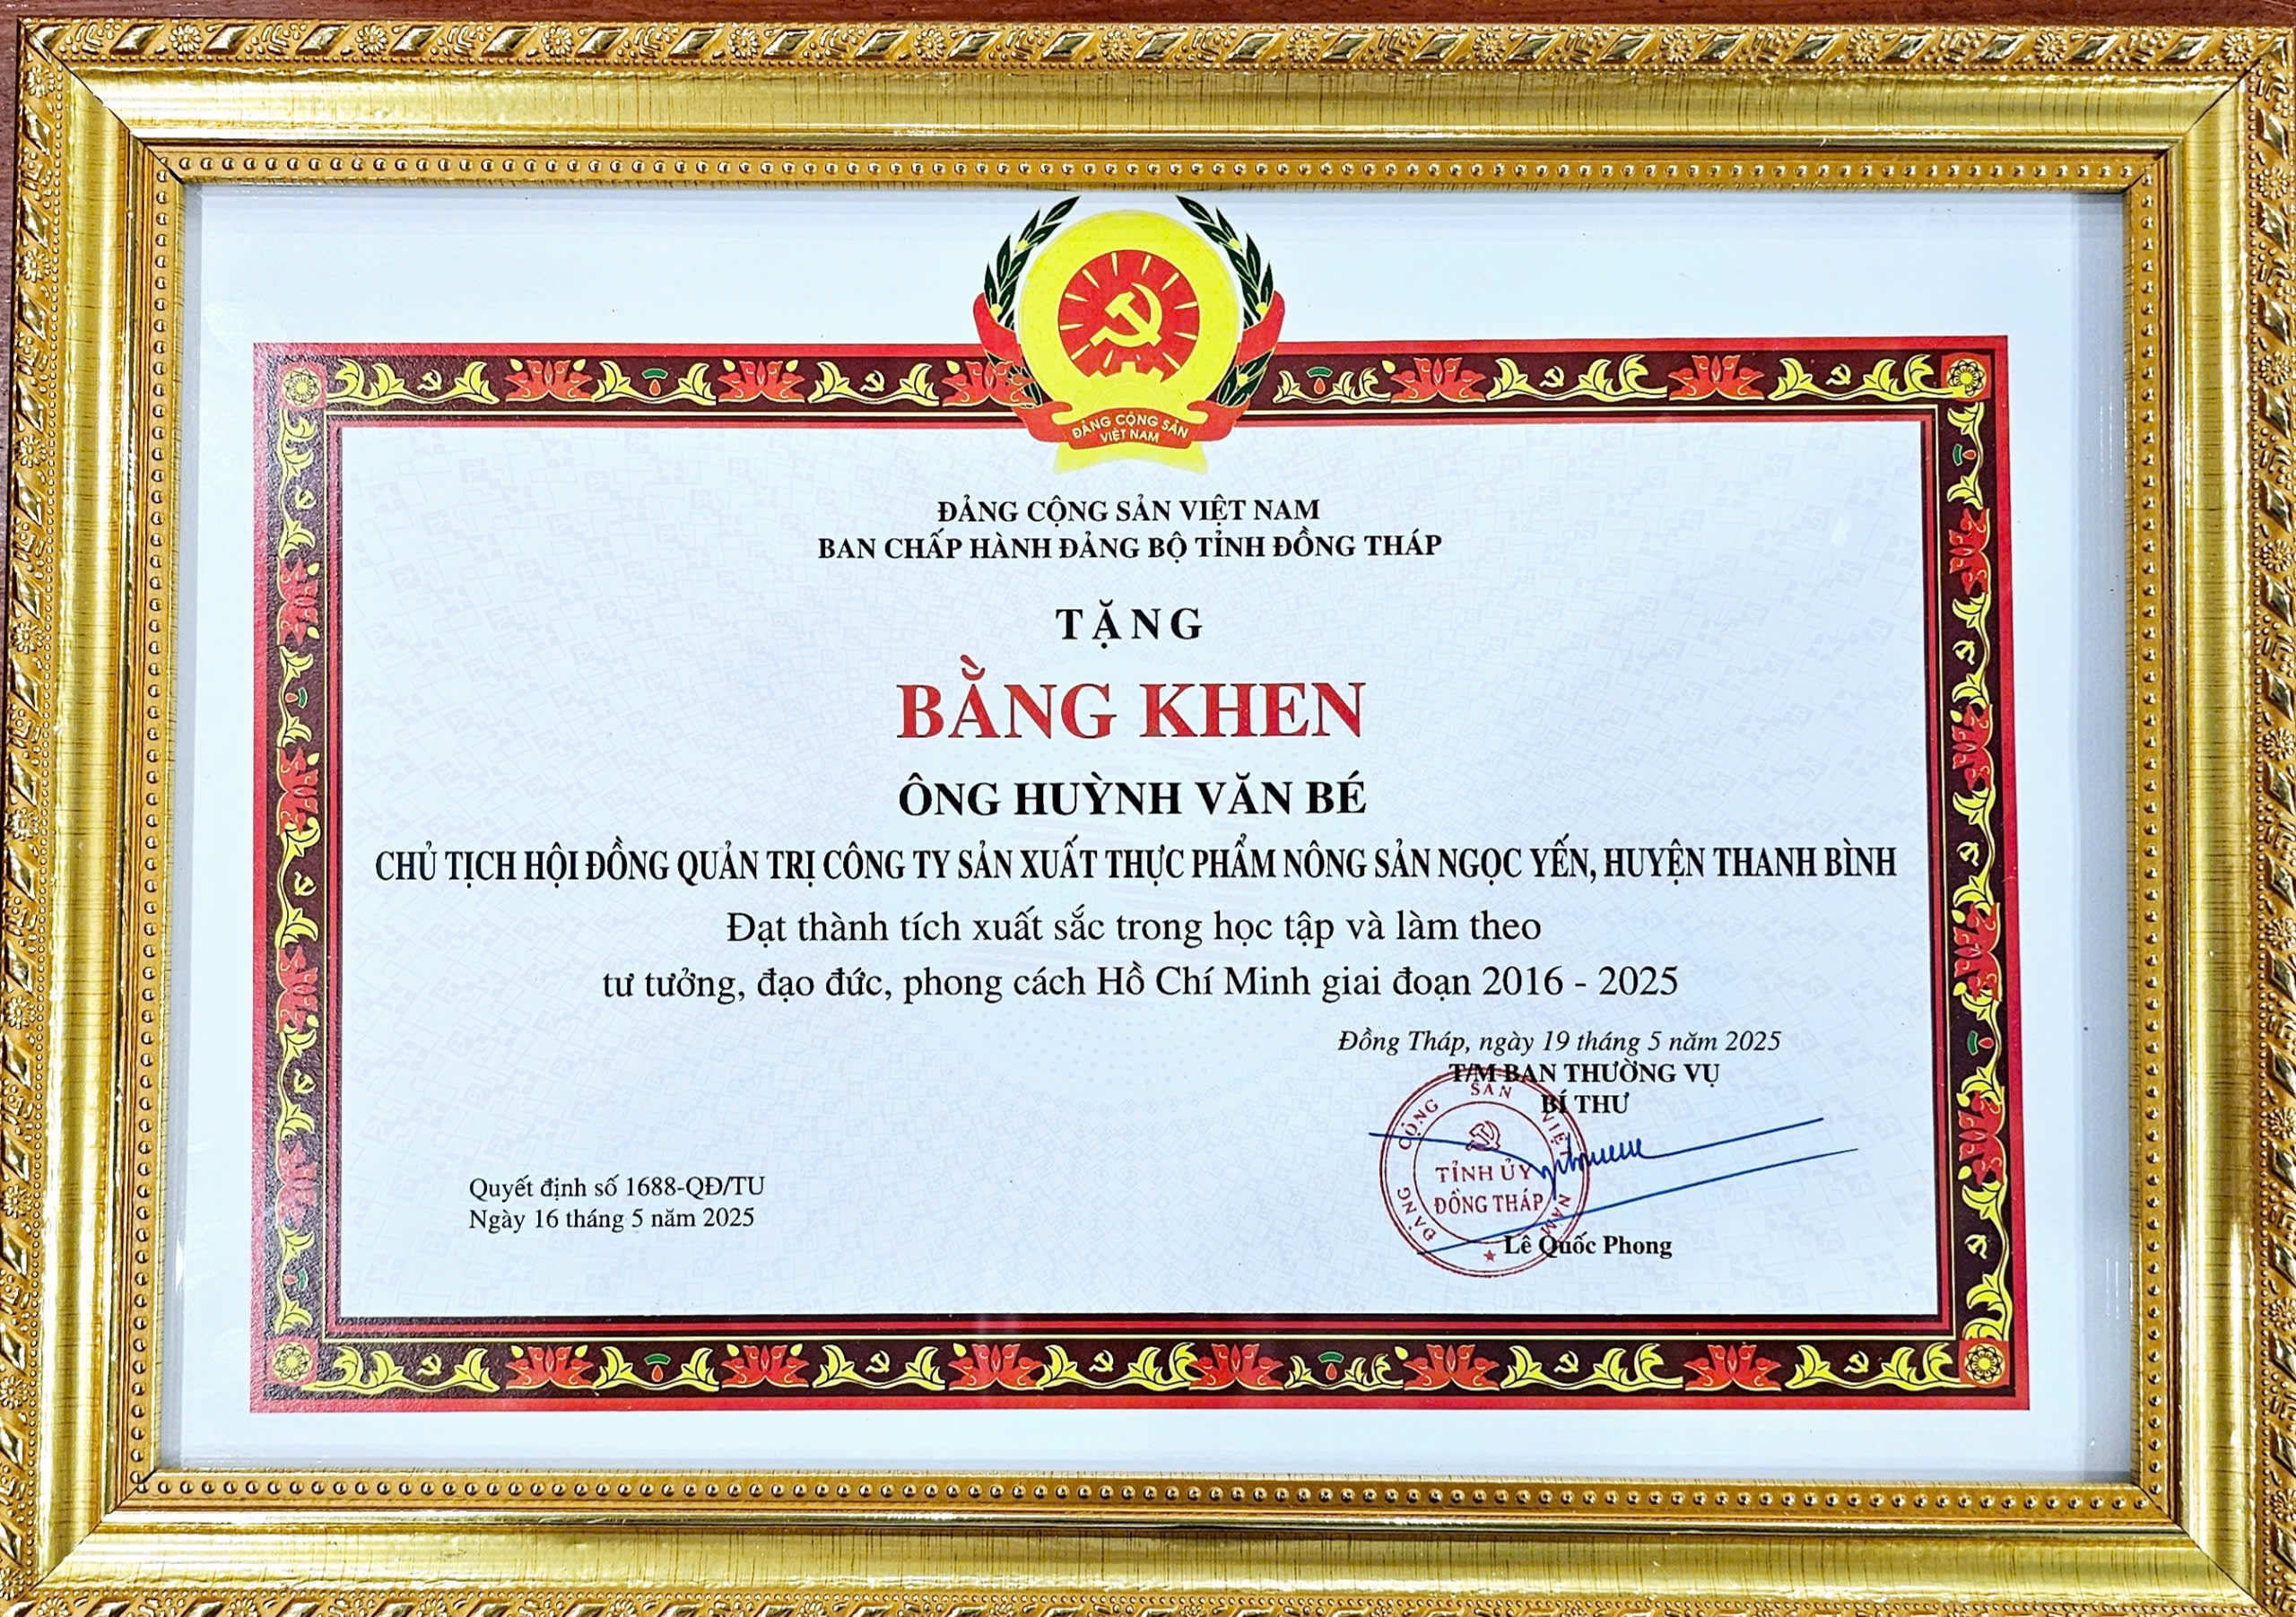 ĐẢNG CỘNG SẢN
VIỆT NAM
ĐẢNG CỘNG SẢN VIỆT NAM
BAN CHẤP HÀNH ĐẢNG BỘ TỈNH ĐỒNG THÁP
TẶNG
BẰNG KHEN
ÔNG HUỲNH VĂN BÉ
CHỦ TỊCH HỘI ĐỒNG QUẢN TRỊ CÔNG TY SẢN XUẤT THỰC PHẨM NÔNG SẢN NGỌC YẾN, HUYỆN THANH BÌNH
Đạt thành tích xuất sắc trong học tập và làm theo
tư tưởng, đạo đức, phong cách Hồ Chí Minh giai đoạn 2016 - 2025
Đồng Tháp, ngày 19 tháng 5 năm 2025
T/M BAN THƯỜNG VỤ
BÍ THƯ
ĐẢNG CỘNG SẢN VIỆT NAM
TỈNH ỦY
ĐỒNG THÁP
Lê Quốc Phong
Quyết định số 1688-QĐ/TU
Ngày 16 tháng 5 năm 2025